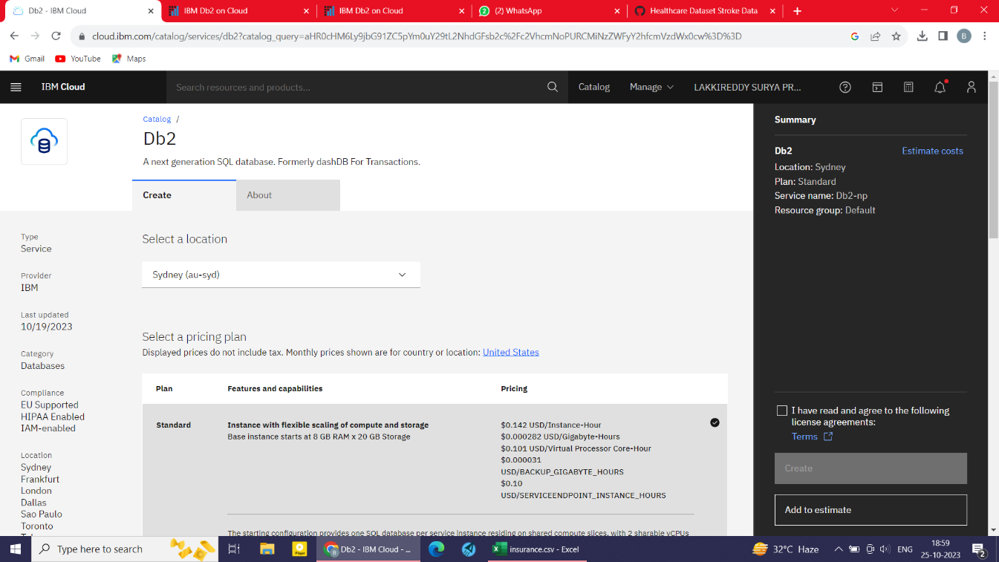 Db2 - IBM Cloud
IBM Db2 on Cloud
IBM Db2 on Cloud
(2) WhatsApp
Healthcare Dataset Stroke Data
cloud.ibm.com/catalog/services/db2?catalog_query=aHR0cHM6Ly9jbG91ZC5pYm0uY29tL2NhdGFsb2c%2Fc2VhcmNoPURCMiNzZWFyY2hfcmVzdWx0cw%3D%3D
B
Gmail
YouTube
Maps
IBM Cloud
Search resources and products...
Catalog
Manage
LAKKIREDDY SURYA PR...
Catalog /
Db2
A next generation SQL database. Formerly dashDB For Transactions.
Create
About
Type
Service
Provider
IBM
Last updated
10/19/2023
Category
Databases
Compliance
EU Supported
HIPAA Enabled
IAM-enabled
Location
Sydney
Frankfurt
London
Dallas
Sao Paulo
Toronto
Select a location
Sydney (au-syd)
Select a pricing plan
Displayed prices do not include tax. Monthly prices shown are for country or location: United States
Plan
Features and capabilities
Pricing
Standard
Instance with flexible scaling of compute and storage
Base instance starts at 8 GB RAM x 20 GB Storage
$0.142 USD/Instance-Hour
$0.000282 USD/Gigabyte-Hours
$0.101 USD/Virtual Processor Core-Hour
$0.000031
USD/BACKUP_GIGABYTE_HOURS
$0.10
USD/SERVICEENDPOINT_INSTANCE_HOURS
The starting configuration provides one SQL database per service instance residing on shared compute slices, with 2 sharable vCPUs
Summary
Db2
Estimate costs
Location: Sydney
Plan: Standard
Service name: Db2-np
Resource group: Default
I have read and agree to the following
license agreements:
Terms
Create
Add to estimate
Type here to search
Player
Db2 - IBM Cloud - ...
insurance.csv - Excel
32°C Haze
ENG
18:59
25-10-2023
2